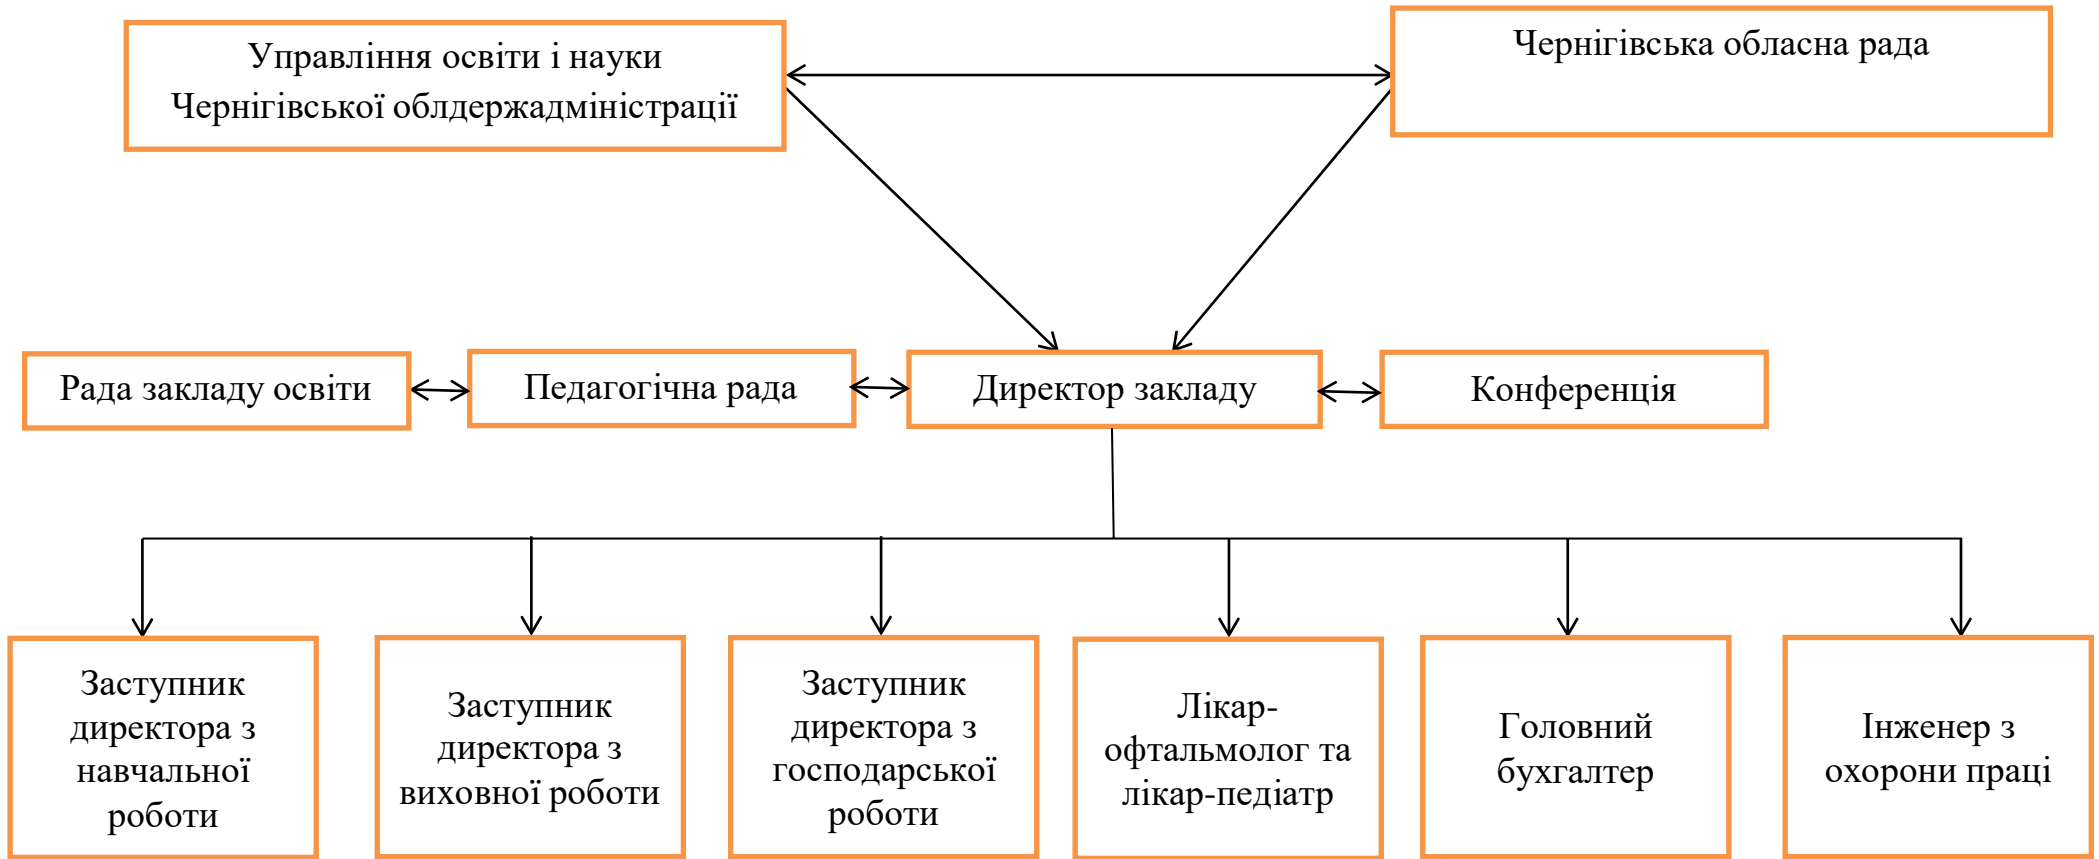 Управління освіти і науки
Чернігівської облдержадміністрації
Чернігівська обласна рада
Рада закладу освіти
Педагогічна рада
Директор закладу
Конференція
Заступник
директора з
навчальної
роботи
Заступник
директора з
виховної роботи
Заступник
директора з
господарської
роботи
Лікар-
офтальмолог та
лікар-педіатр
Головний
бухгалтер
Інженер з
охорони праці